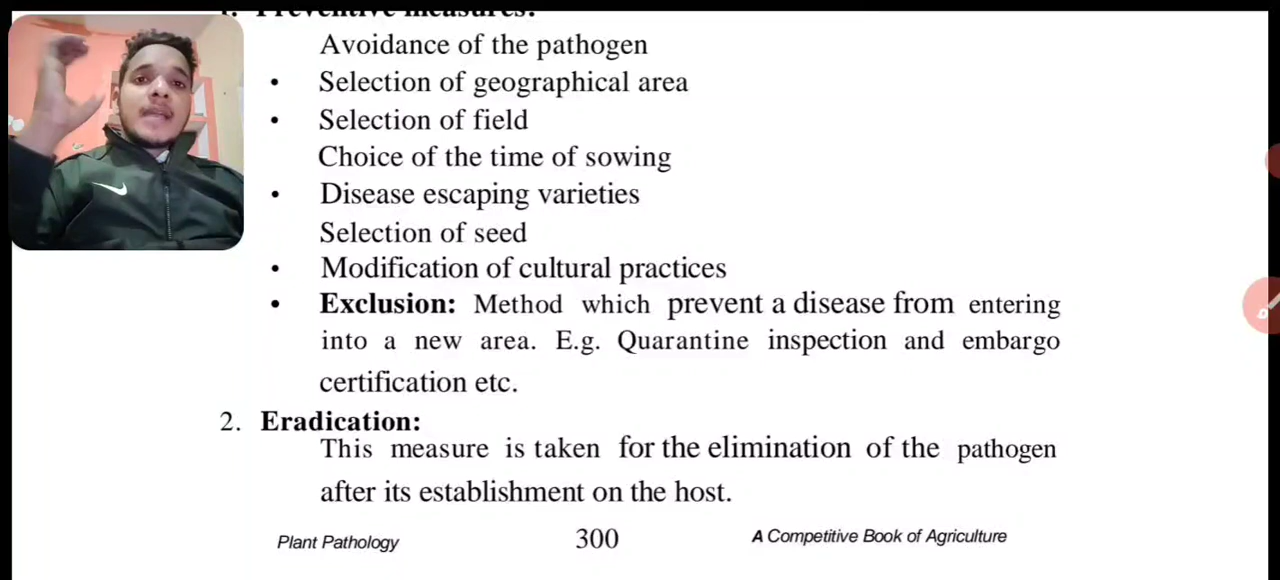 1. Preventive measures:
Avoidance of the pathogen
• Selection of geographical area
• Selection of field
Choice of the time of sowing
• Disease escaping varieties
Selection of seed
• Modification of cultural practices
• Exclusion: Method which prevent a disease from entering
into a new area. E.g. Quarantine inspection and embargo
certification etc.
2. Eradication:
This measure is taken for the elimination of the pathogen
after its establishment on the host.
Plant Pathology 300 A Competitive Book of Agriculture